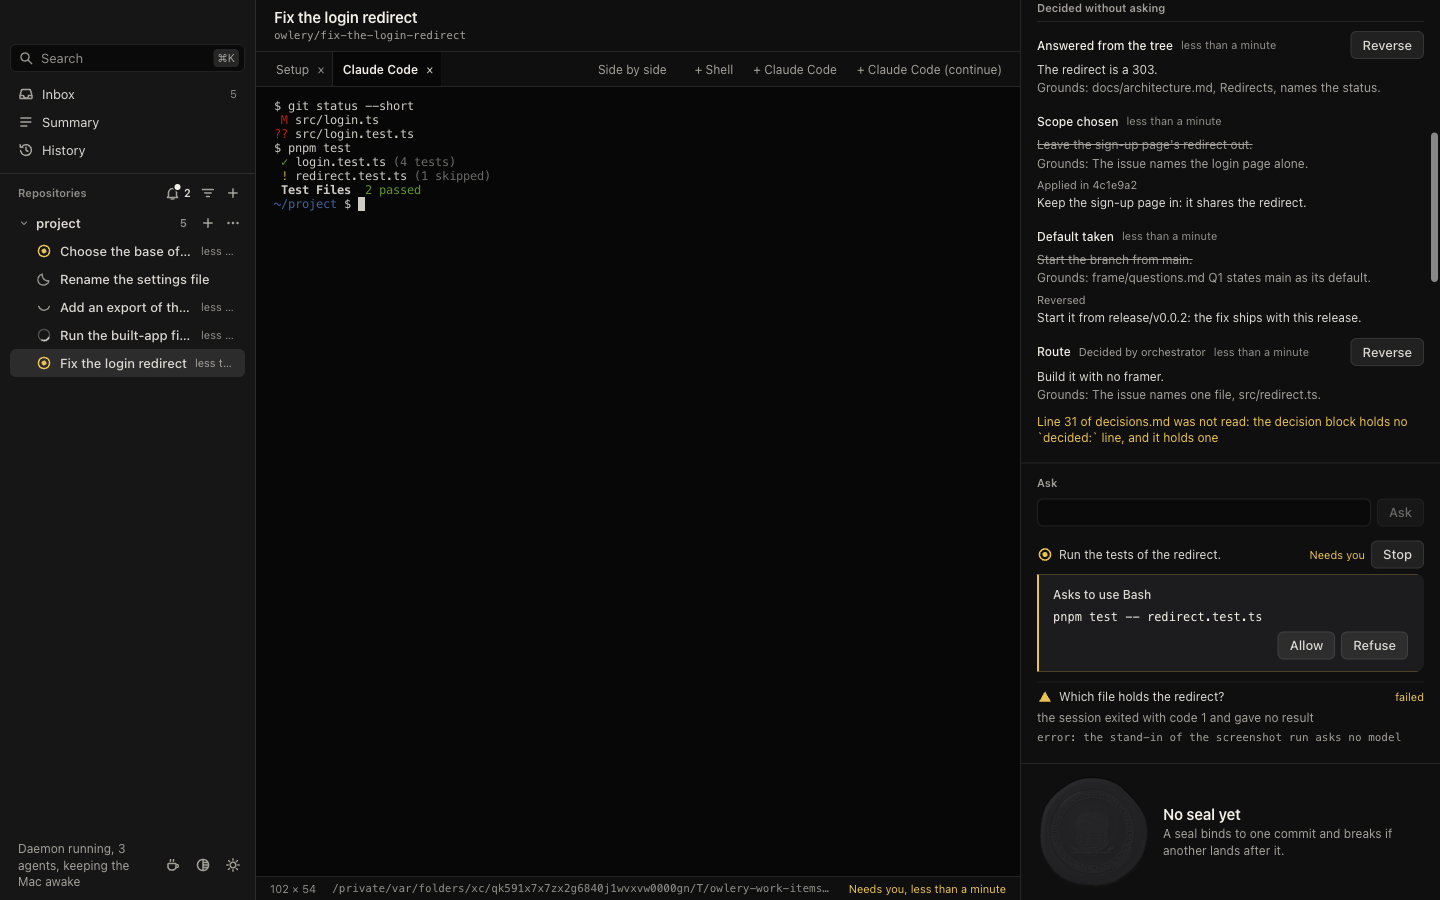 Search ⌘K
Inbox 5
Summary
History
Repositories 2
project 5
Choose the base of... less ...
Rename the settings file
Add an export of th... less ...
Run the built-app fi... less ...
Fix the login redirect less t...
Daemon running, 3
agents, keeping the
Mac awake
Fix the login redirect
owlery/fix-the-login-redirect
Setup × Claude Code × Side by side + Shell + Claude Code + Claude Code (continue)
$ git status --short
M src/login.ts
?? src/login.test.ts
$ pnpm test
✓ login.test.ts (4 tests)
! redirect.test.ts (1 skipped)
Test Files 2 passed
~/project $
102 × 54 /private/var/folders/xc/qk591x7x7zx2g6840j1wvxvw0000gn/T/owlery-work-items… Needs you, less than a minute
Decided without asking
Answered from the tree less than a minute Reverse
The redirect is a 303.
Grounds: docs/architecture.md, Redirects, names the status.
Scope chosen less than a minute
Leave the sign-up page's redirect out.
Grounds: The issue names the login page alone.
Applied in 4c1e9a2
Keep the sign-up page in: it shares the redirect.
Default taken less than a minute
Start the branch from main.
Grounds: frame/questions.md Q1 states main as its default.
Reversed
Start it from release/v0.0.2: the fix ships with this release.
Route Decided by orchestrator less than a minute Reverse
Build it with no framer.
Grounds: The issue names one file, src/redirect.ts.
Line 31 of decisions.md was not read: the decision block holds no
`decided:` line, and it holds one
Ask
Ask
Run the tests of the redirect. Needs you Stop
Asks to use Bash
pnpm test -- redirect.test.ts
Allow Refuse
Which file holds the redirect? failed
the session exited with code 1 and gave no result
error: the stand-in of the screenshot run asks no model
No seal yet
A seal binds to one commit and breaks if
another lands after it.